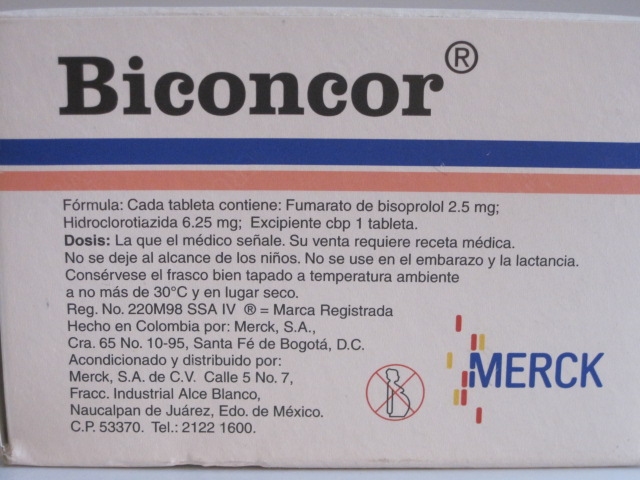 Biconcor®
Fórmula: Cada tableta contiene: Fumarato de bisoprolol 2.5 mg;
Hidroclorotiazida 6.25 mg; Excipiente cbp 1 tableta.
Dosis: La que el médico señale. Su venta requiere receta médica.
No se deje al alcance de los niños. No se use en el embarazo y la lactancia.
Consérvese el frasco bien tapado a temperatura ambiente
a no más de 30°C y en lugar seco.
Reg. No. 220M98 SSA IV ® = Marca Registrada
Hecho en Colombia por: Merck, S.A.,
Cra. 65 No. 10-95, Santa Fé de Bogotá, D.C.
Acondicionado y distribuido por:
Merck, S.A. de C.V. Calle 5 No. 7,
Fracc. Industrial Alce Blanco,
Naucalpan de Juárez, Edo. de México.
C.P. 53370. Tel.: 2122 1600.
MERCK